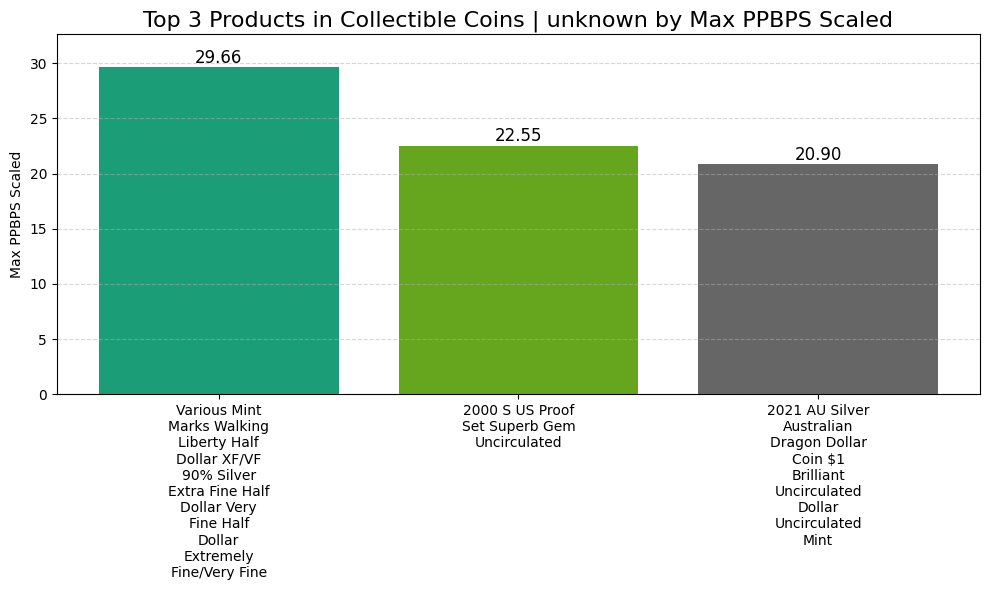 Top 3 Products in Collectible Coins | unknown by Max PPBPS Scaled
Max PPBPS Scaled
30
25
20
15
10
5
0
29.66
22.55
20.90
Various Mint
Marks Walking
Liberty Half
Dollar XF/VF
90% Silver
Extra Fine Half
Dollar Very
Fine Half
Dollar
Extremely
Fine/Very Fine
2000 S US Proof
Set Superb Gem
Uncirculated
2021 AU Silver
Australian
Dragon Dollar
Coin $1
Brilliant
Uncirculated
Dollar
Uncirculated
Mint